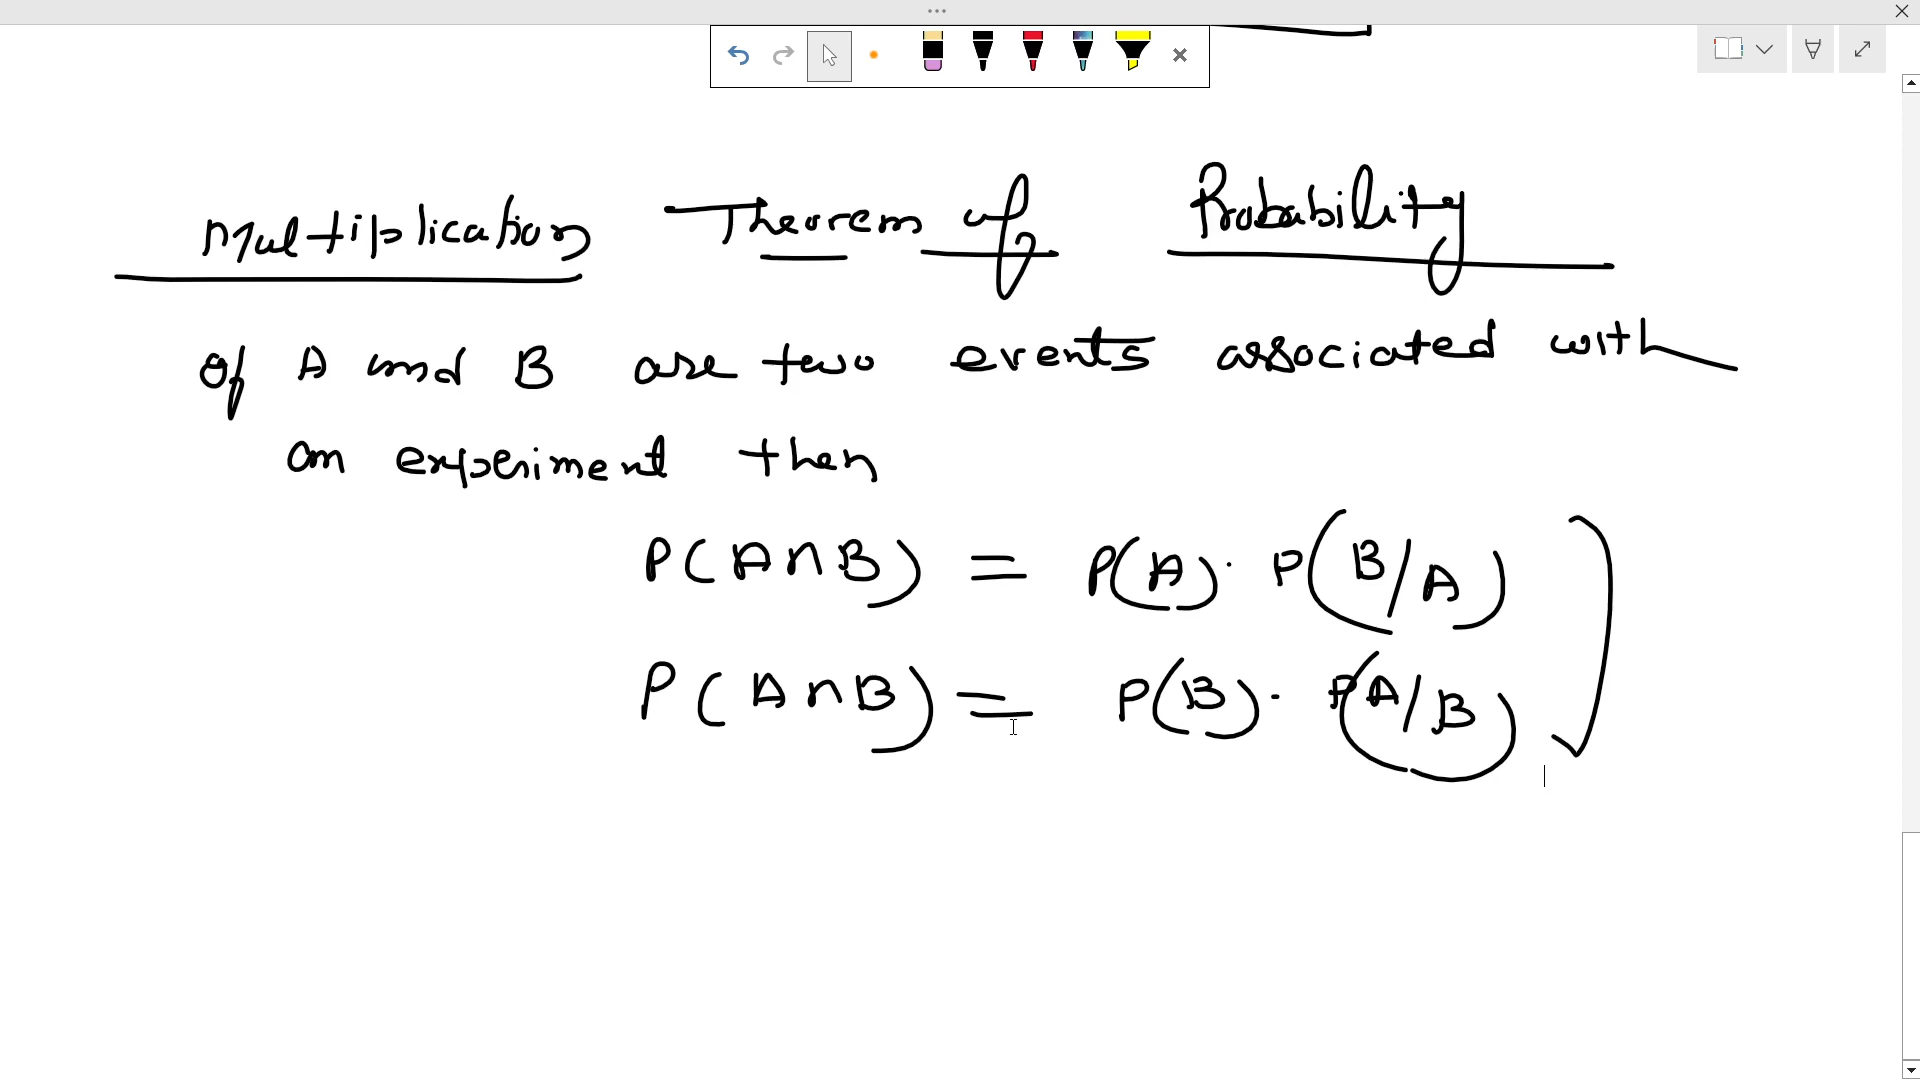 Multiplication Theorem of Probability
If A and B are two events associated with
an experiment then
P(A∩B) = P(A)· P(B/A)
P(A∩B) = P(B)· P(A/B)